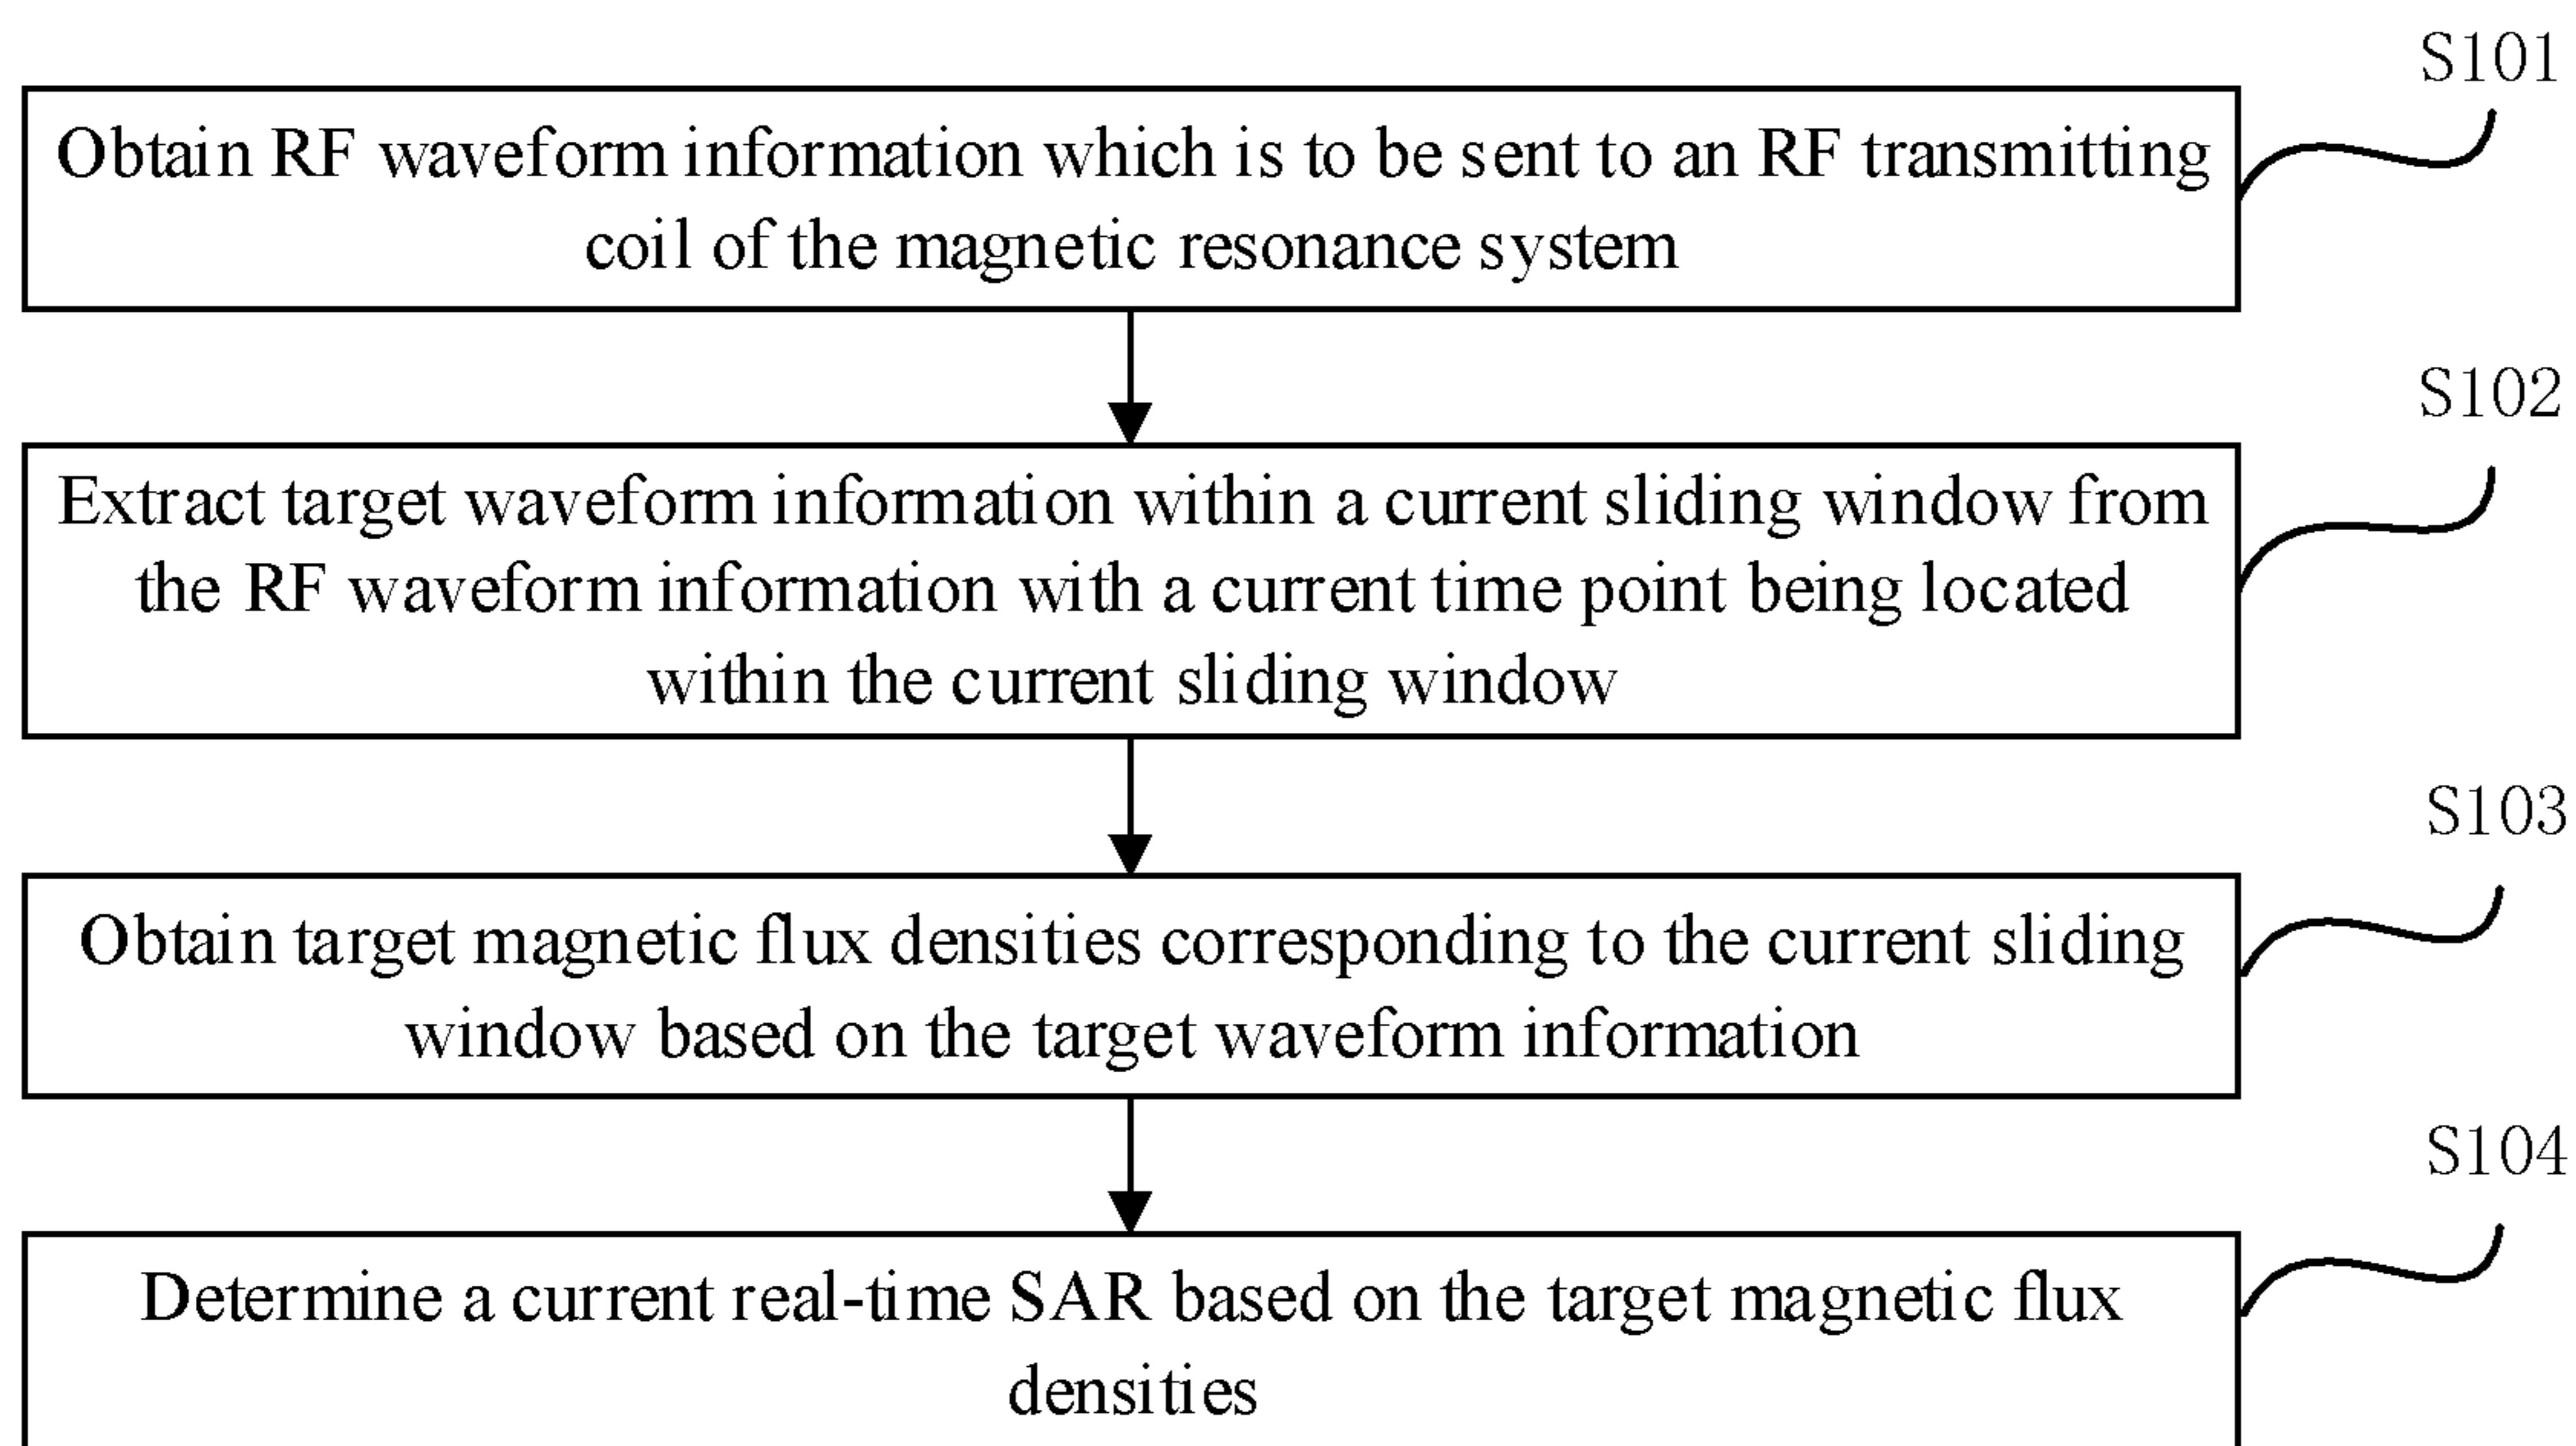 S101
Obtain RF waveform information which is to be sent to an RF transmitting
coil of the magnetic resonance system
S102
Extract target waveform information within a current sliding window from
the RF waveform information with a current time point being located
within the current sliding window
S103
Obtain target magnetic flux densities corresponding to the current sliding
window based on the target waveform information
S104
Determine a current real-time SAR based on the target magnetic flux
densities